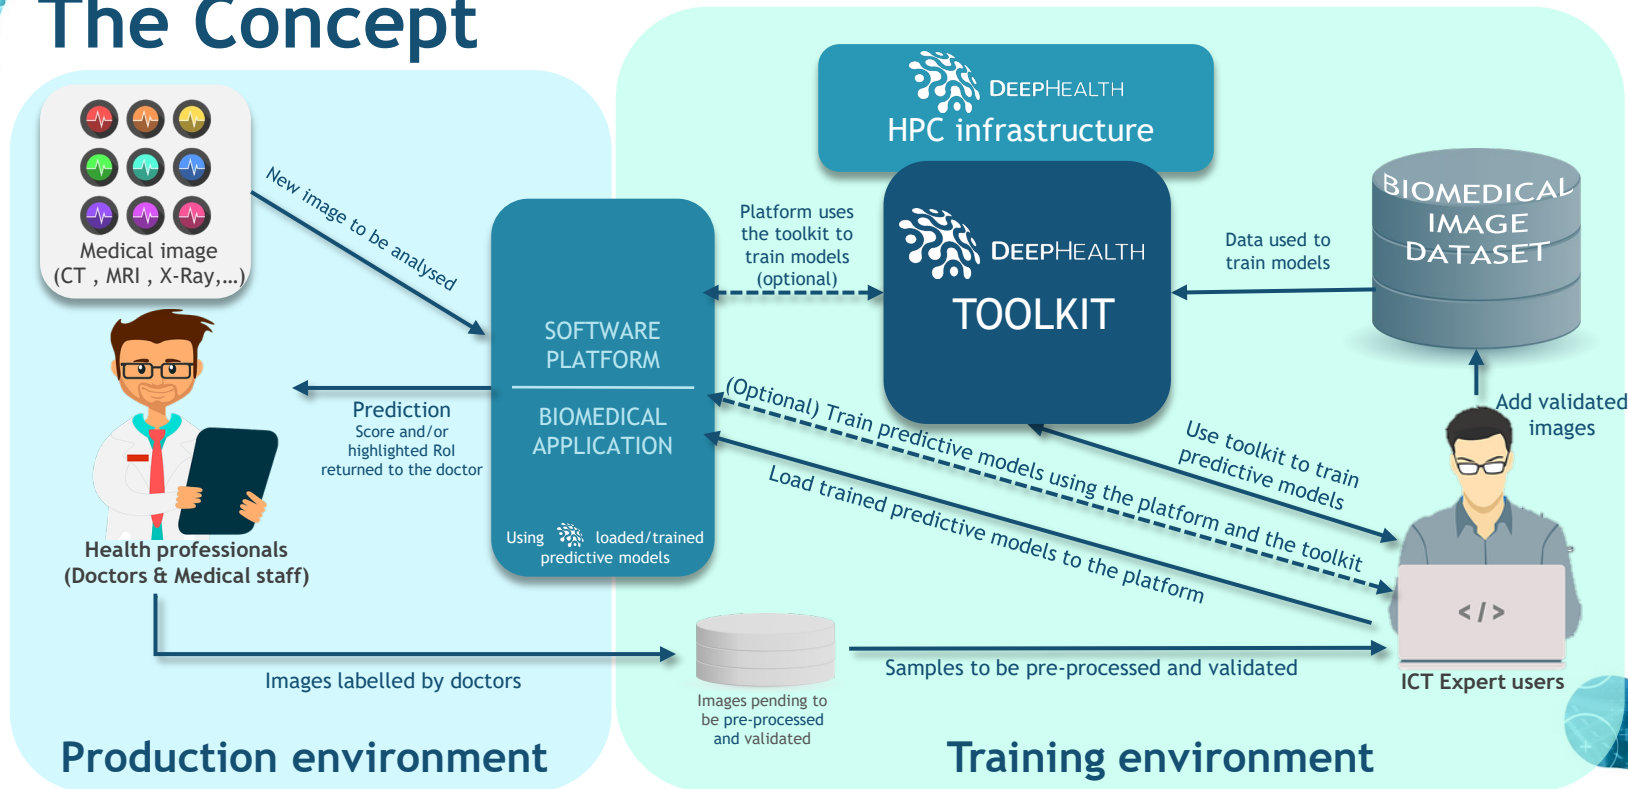 The Concept
DEEPHEALTH
HPC infrastructure
Medical image
(CT , MRI , X-Ray,...)
New image to be analysed
SOFTWARE
PLATFORM
BIOMEDICAL
APPLICATION
Using loaded/trained
predictive models
Platform uses
the toolkit to
train models
(optional)
DEEPHEALTH
TOOLKIT
Data used to
train models
BIOMEDICAL
IMAGE
DATASET
Prediction
Score and/or
highlighted RoI
returned to the doctor
Health professionals
(Doctors & Medical staff)
(Optional) Train predictive models using the platform and the toolkit
Load trained predictive models to the platform
Use toolkit to train
predictive models
Add validated
images
</>
ICT Expert users
Images labelled by doctors
Images pending to
be pre-processed
and validated
Samples to be pre-processed and validated
Production environment
Training environment